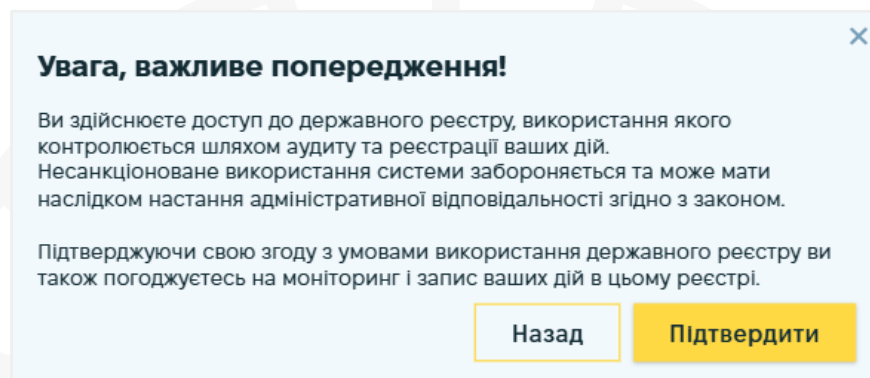 Увага, важливе попередження!
Ви здійснюєте доступ до державного реєстру, використання якого
контролюється шляхом аудиту та реєстрації ваших дій.
Несанкціоноване використання системи забороняється та може мати
наслідком настання адміністративної відповідальності згідно з законом.
Підтверджуючи свою згоду з умовами використання державного реєстру ви
також погоджуєтесь на моніторинг і запис ваших дій в цьому реєстрі.
Назад Підтвердити